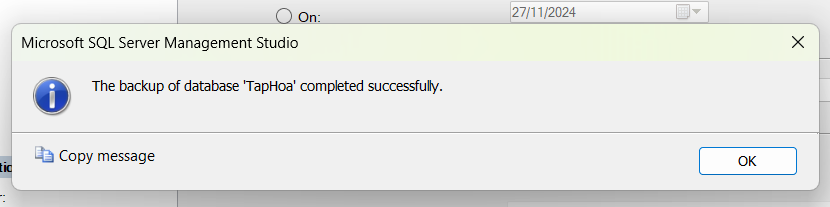 On:
27/11/2024
Microsoft SQL Server Management Studio
The backup of database 'TapHoa' completed successfully.
Copy message
OK
r: